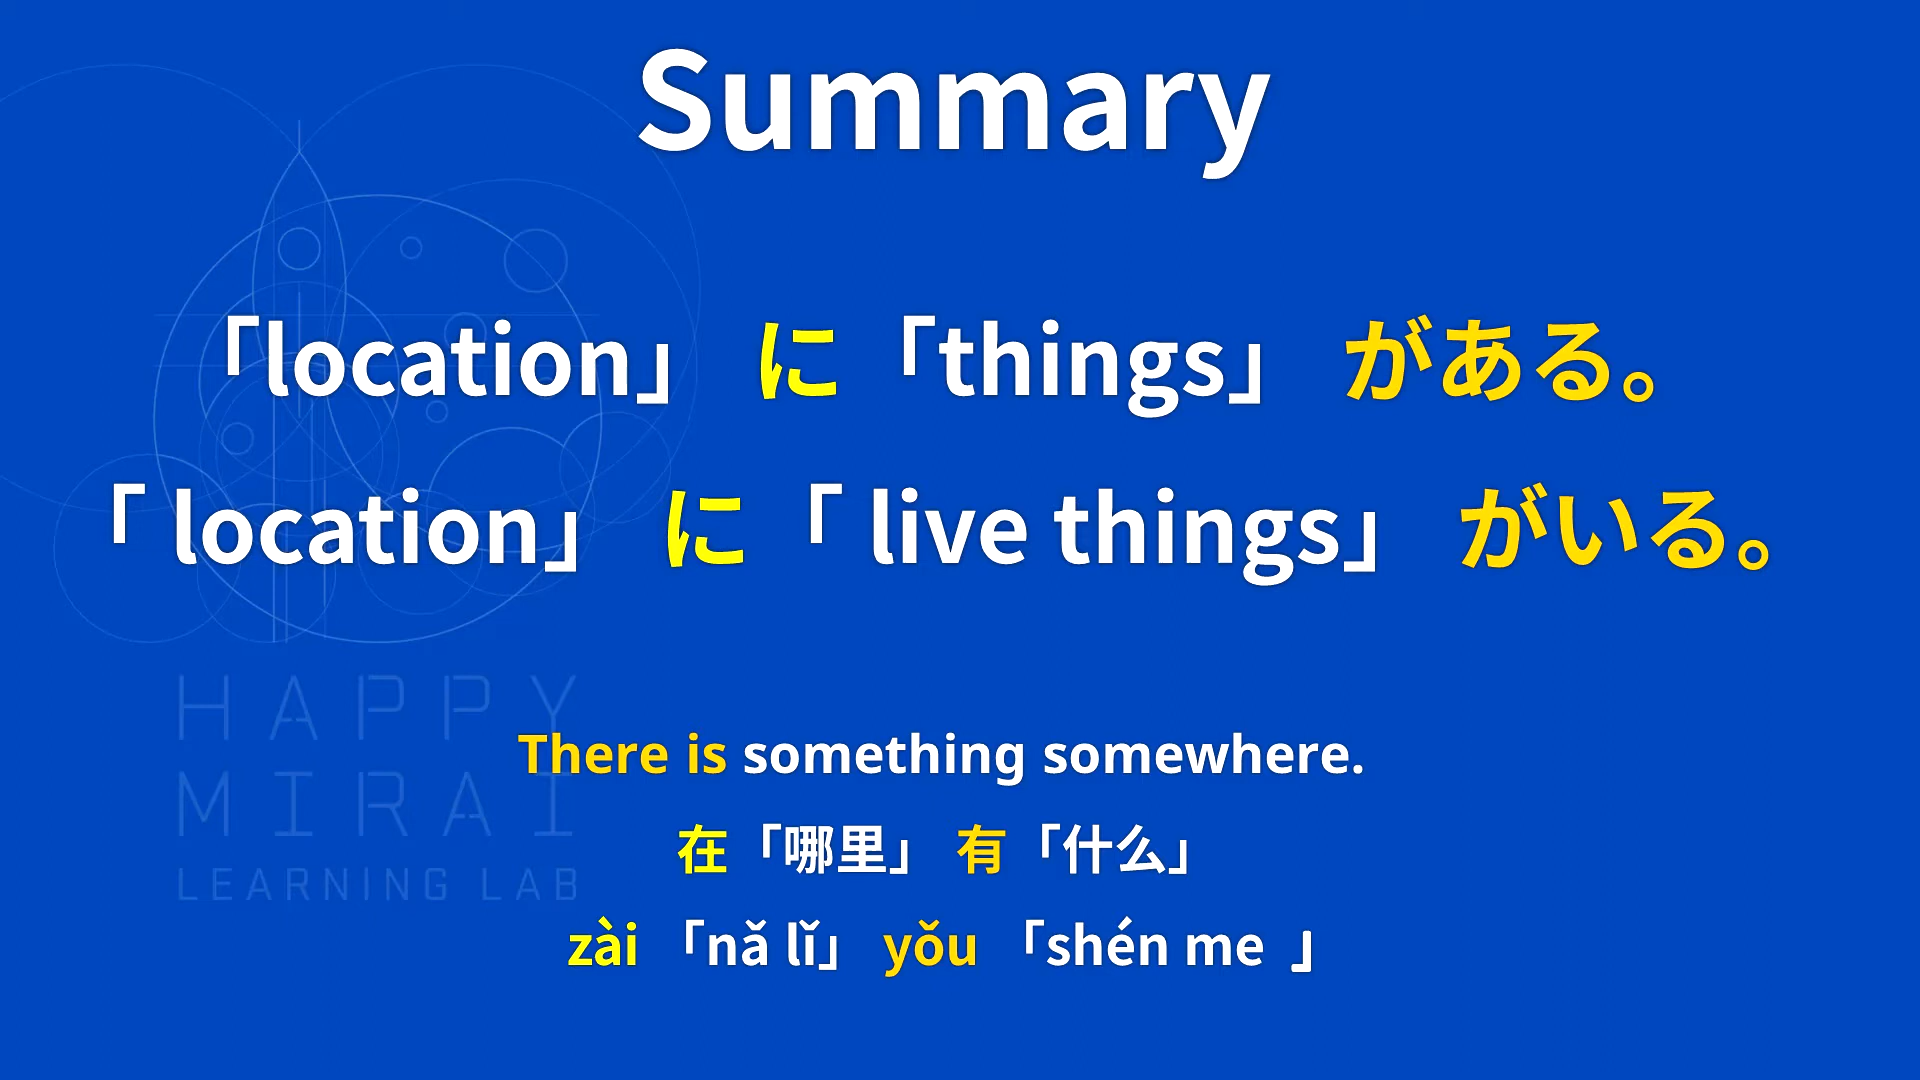 Summary
「location」 に「things」 がある。
「 location」 に「 live things」 がいる。
HAPPY
MIRAI
LEARNING LAB
There is something somewhere.
在「哪里」 有「什么」
zài 「nǎ lǐ」 yǒu 「shén me 」